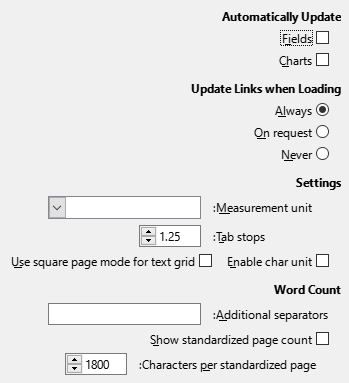 Automatically Update
Fields
Charts
Update Links when Loading
Always
On request
Never
Settings
Measurement unit:
Tab stops: 1.25
Enable char unit Use square page mode for text grid
Word Count
Additional separators:
Show standardized page count
Characters per standardized page: 1800